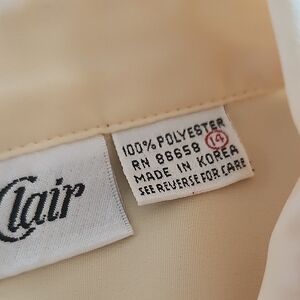 Clair
100% POLYESTER
RN 86658 14
MADE IN KOREA
SEE REVERSE FOR CARE